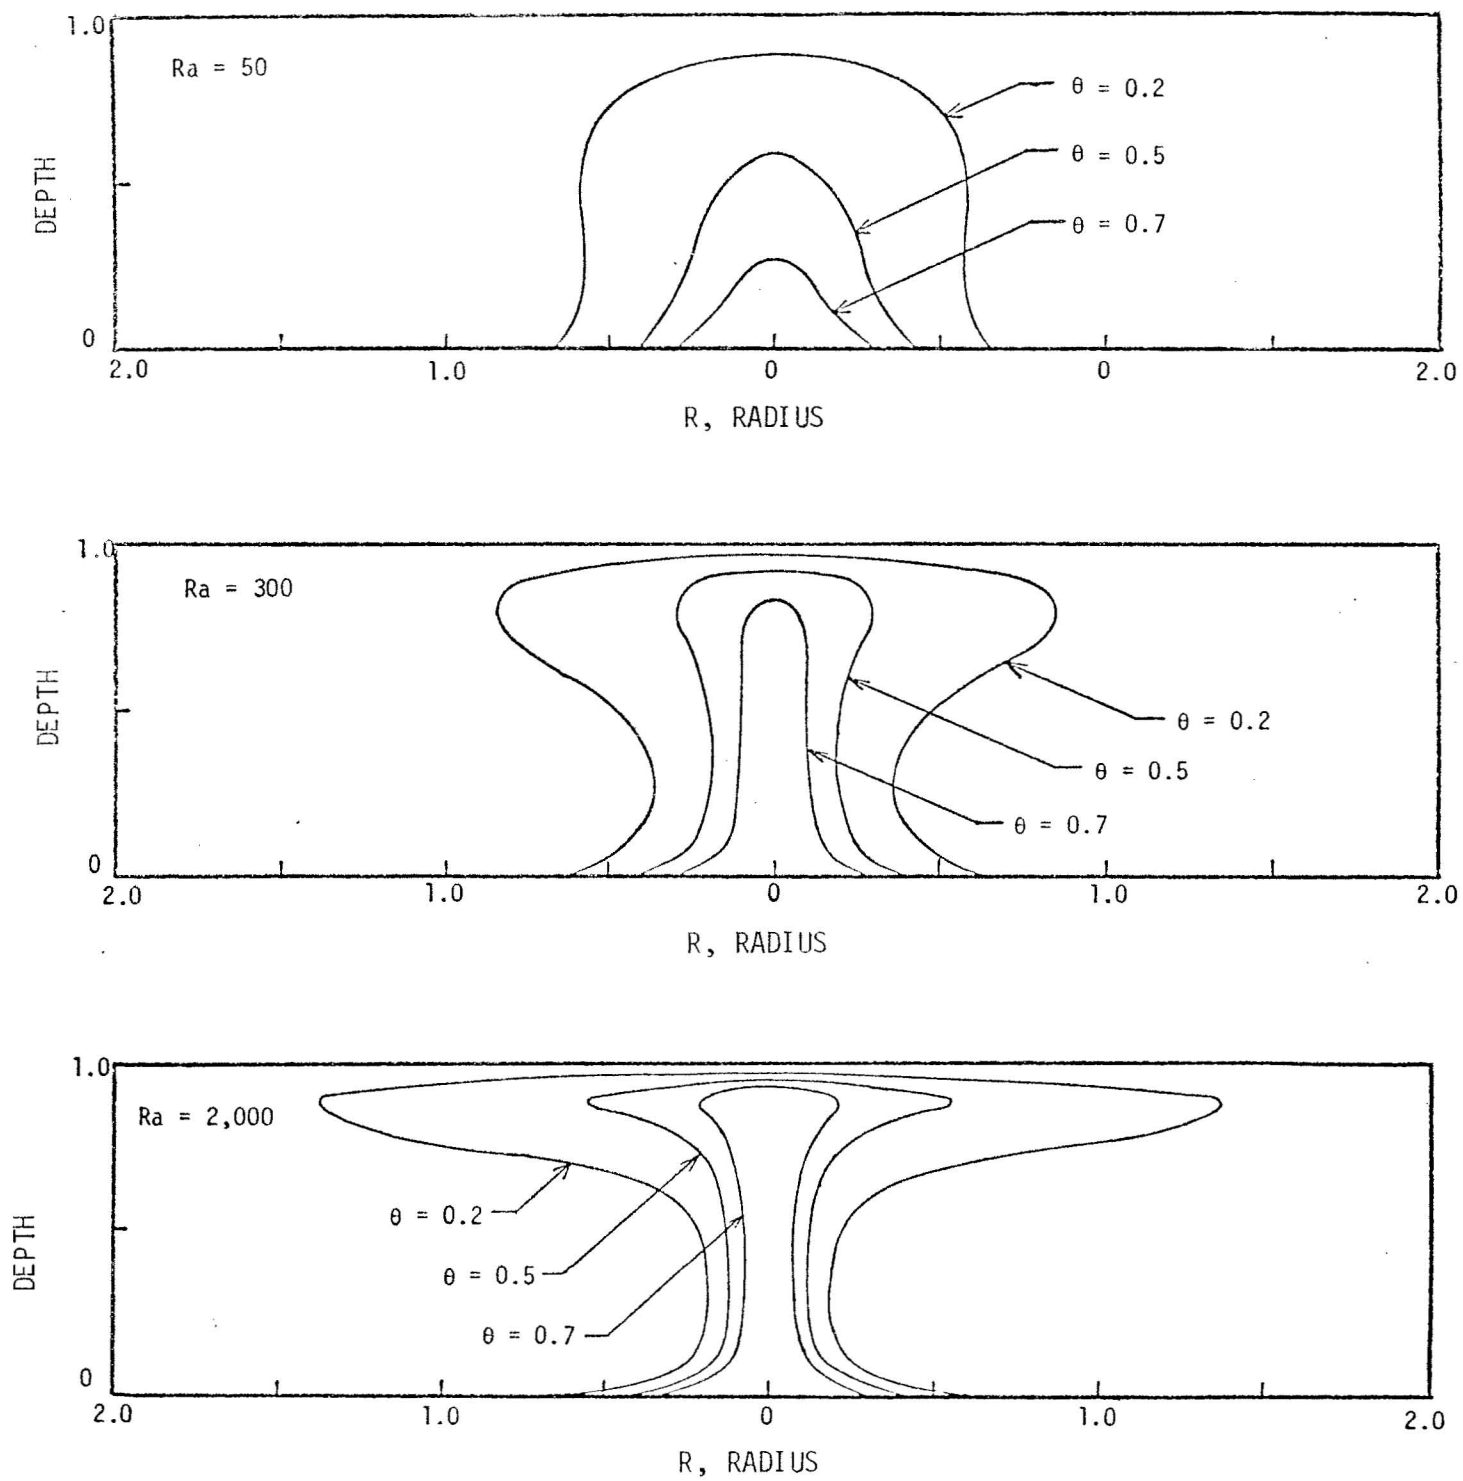 1.0
Ra = 50
θ = 0.2
θ = 0.5
θ = 0.7
DEPTH
0
2.0 1.0 0 0 2.0
R, RADIUS
1.0
Ra = 300
θ = 0.2
θ = 0.5
θ = 0.7
DEPTH
0
2.0 1.0 0 1.0 2.0
R, RADIUS
1.0
Ra = 2,000
θ = 0.2
θ = 0.5
θ = 0.7
DEPTH
0
2.0 1.0 0 1.0 2.0
R, RADIUS